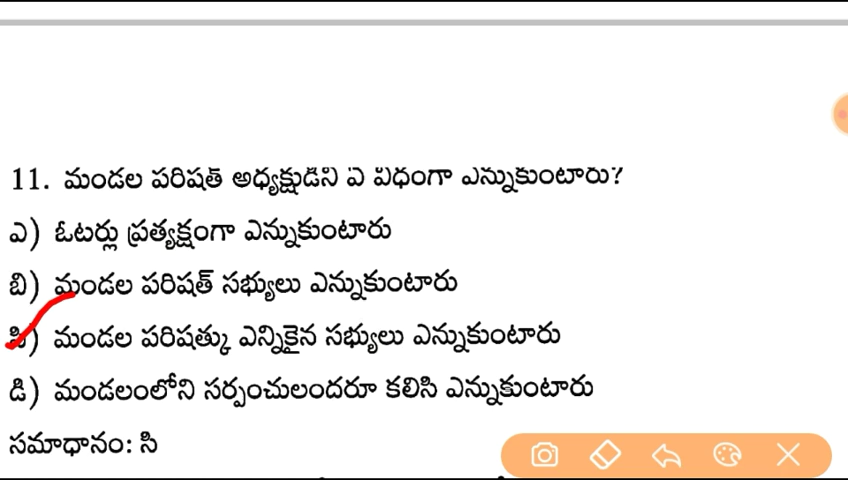 11. మండల పరిషత్ అధ్యక్షుడిని ఏ విధంగా ఎన్నుకుంటారు?
ఎ) ఓటర్లు ప్రత్యక్షంగా ఎన్నుకుంటారు
బి) మండల పరిషత్ సభ్యులు ఎన్నుకుంటారు
సి) మండల పరిషత్కు ఎన్నికైన సభ్యులు ఎన్నుకుంటారు
డి) మండలంలోని సర్పంచులందరూ కలిసి ఎన్నుకుంటారు
సమాధానం: సి